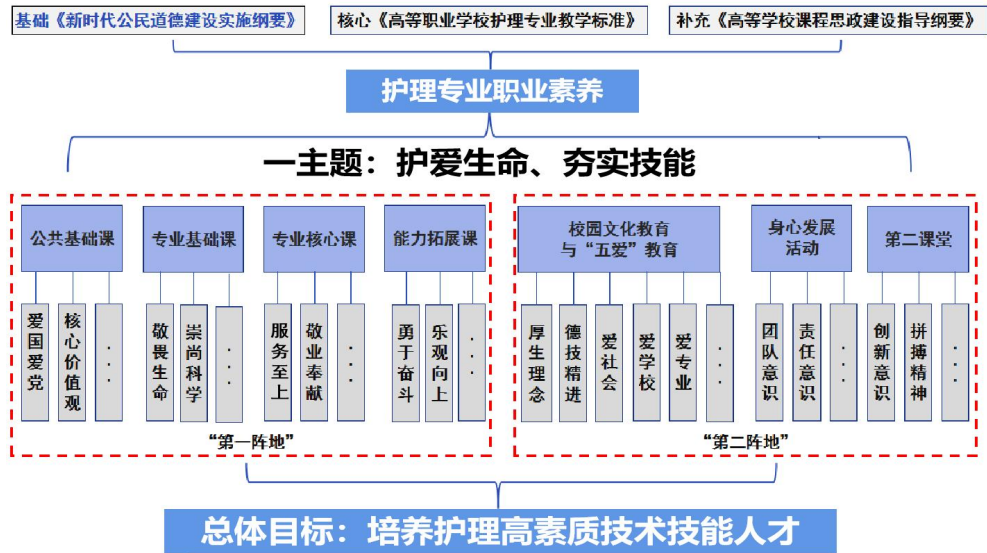 基础《新时代公民道德建设实施纲要》
核心《高等职业学校护理专业教学标准》
补充《高等学校课程思政建设指导纲要》
护理专业职业素养
一主题：护爱生命、夯实技能
公共基础课
专业基础课
专业核心课
能力拓展课
校园文化教育
与“五爱”教育
身心发展
活动
第二课堂
爱国爱党
核心价值观
...
敬畏生命
崇尚科学
...
服务至上
敬业奉献
...
勇于奋斗
乐观向上
...
厚生理念
德技精进
爱社会
爱学校
爱专业
...
团队意识
责任意识
...
创新意识
拼搏精神
...
“第一阵地”
“第二阵地”
总体目标：培养护理高素质技术技能人才